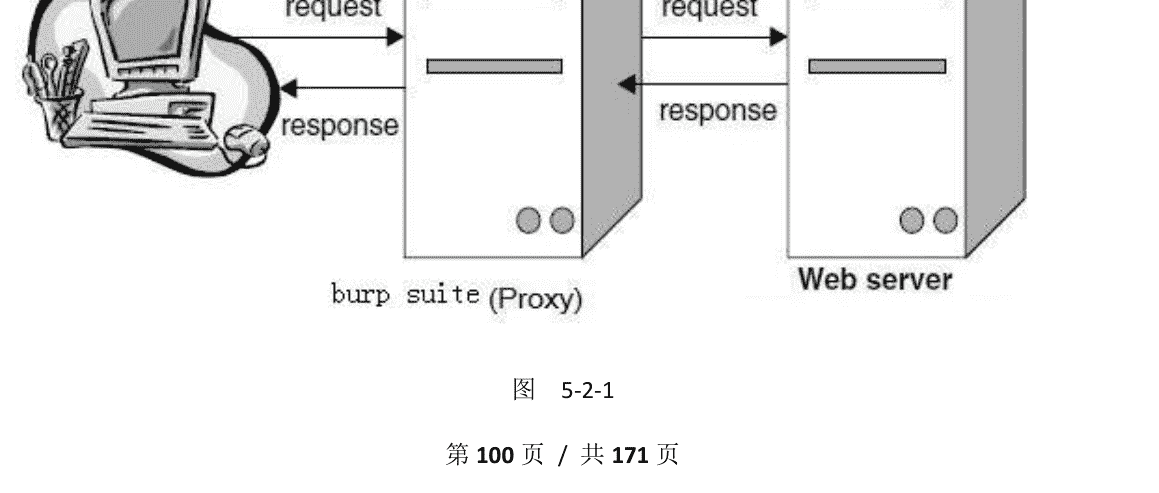 request request
response response
burp suite (Proxy) Web server
图 5-2-1
第 100 页 / 共 171 页